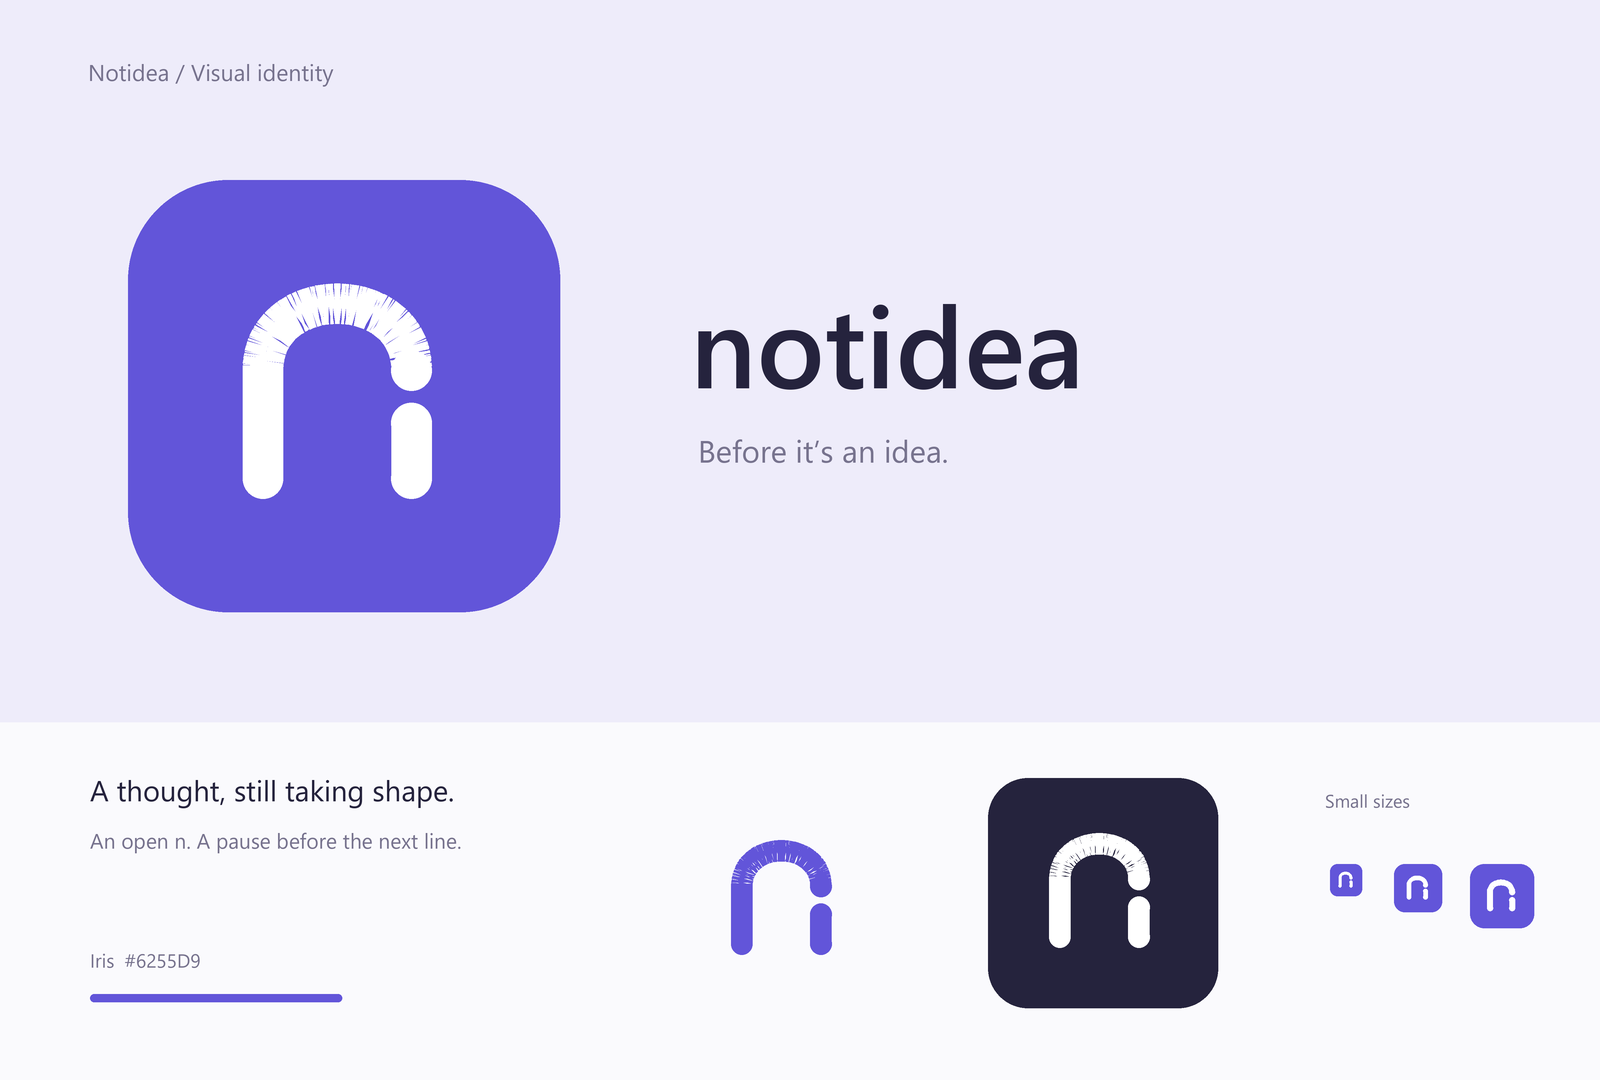 Notidea / Visual identity
notidea
Before it’s an idea.
A thought, still taking shape.
An open n. A pause before the next line.
Iris #6255D9
Small sizes